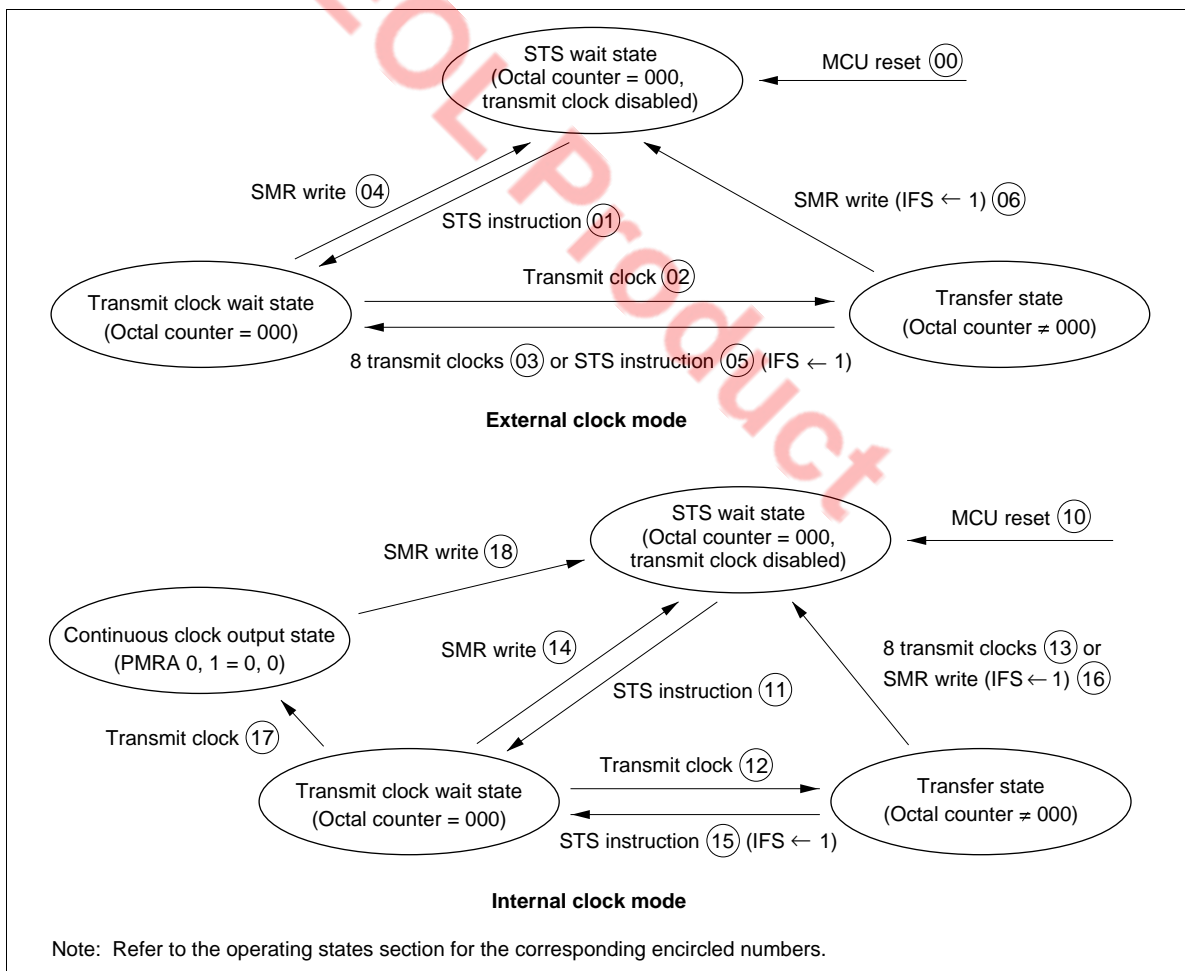 STS wait state
(Octal counter = 000,
transmit clock disabled)
MCU reset 00
SMR write 04
STS instruction 01
SMR write (IFS ← 1) 06
Transmit clock wait state
(Octal counter = 000)
Transmit clock 02
Transfer state
(Octal counter ≠ 000)
8 transmit clocks 03 or STS instruction 05 (IFS ← 1)
External clock mode
EOL Product
STS wait state
(Octal counter = 000,
transmit clock disabled)
MCU reset 10
SMR write 18
Continuous clock output state
(PMRA 0, 1 = 0, 0)
SMR write 14
STS instruction 11
8 transmit clocks 13 or
SMR write (IFS ← 1) 16
Transmit clock 17
Transmit clock wait state
(Octal counter = 000)
Transmit clock 12
Transfer state
(Octal counter ≠ 000)
STS instruction 15 (IFS ← 1)
Internal clock mode
Note: Refer to the operating states section for the corresponding encircled numbers.